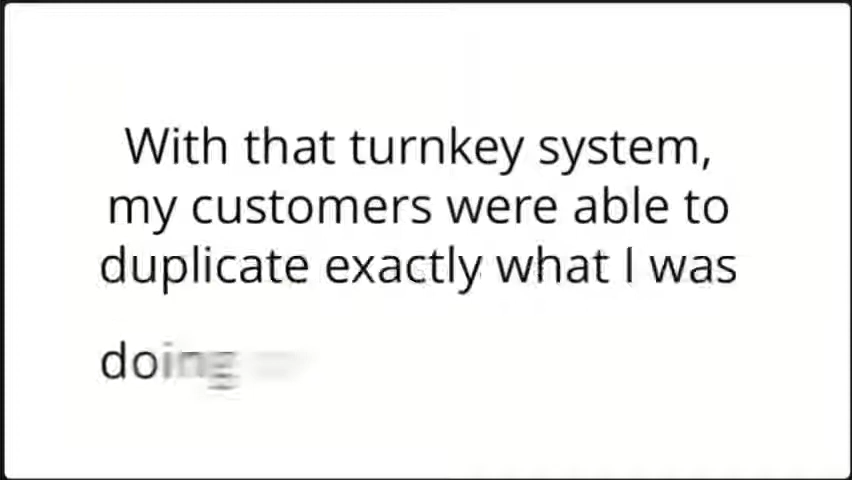 With that turnkey system,
my customers were able to
duplicate exactly what I was
doing